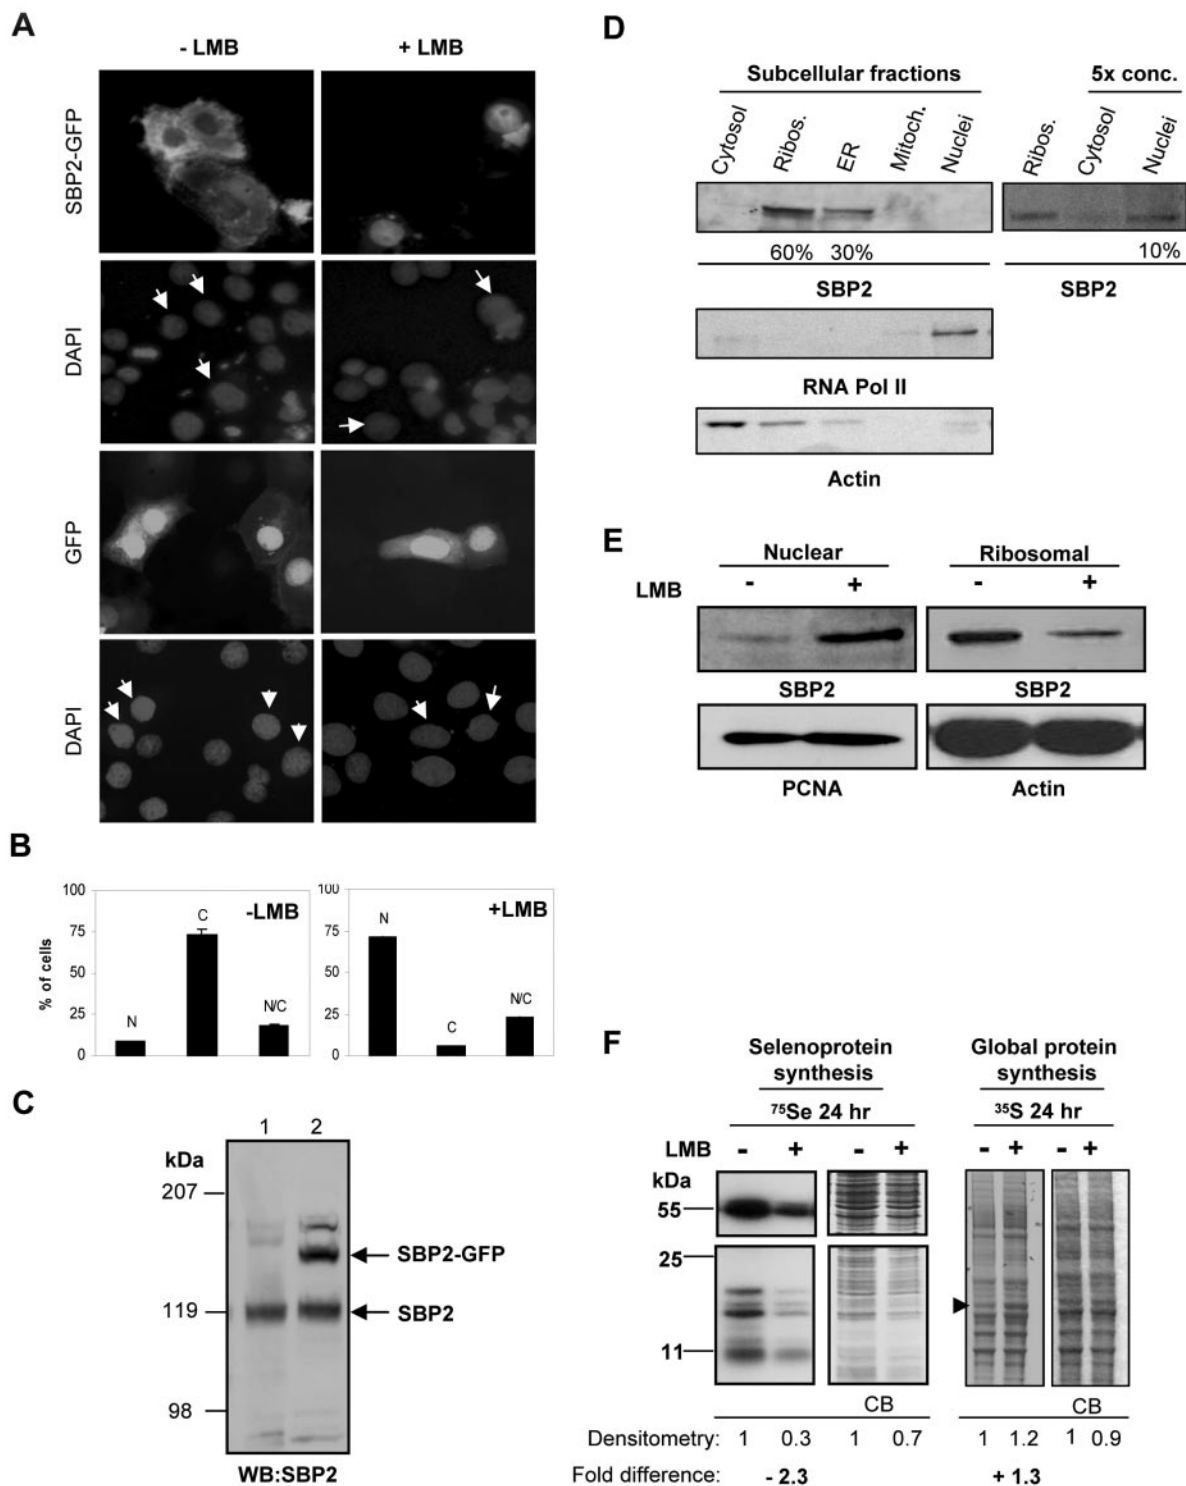 A
- LMB
+ LMB
SBP2-GFP
DAPI
GFP
DAPI
B
% of cells
100
75
50
25
0
N
C
N/C
-LMB
100
75
50
25
0
N
C
N/C
+LMB
C
1 2
kDa
207
119
98
SBP2-GFP
SBP2
WB:SBP2
D
Subcellular fractions
5x conc.
Cytosol
Ribos.
ER
Mitoch.
Nuclei
Ribos.
Cytosol
Nuclei
60% 30%
10%
SBP2
SBP2
RNA Pol II
Actin
E
Nuclear
Ribosomal
LMB - + - +
SBP2
SBP2
PCNA
Actin
F
Selenoprotein
synthesis
Global protein
synthesis
⁷⁵Se 24 hr
³⁵S 24 hr
LMB - + - + - + - +
kDa
55
25
11
CB
CB
Densitometry: 1 0.3 1 0.7 1 1.2 1 0.9
Fold difference: - 2.3 + 1.3